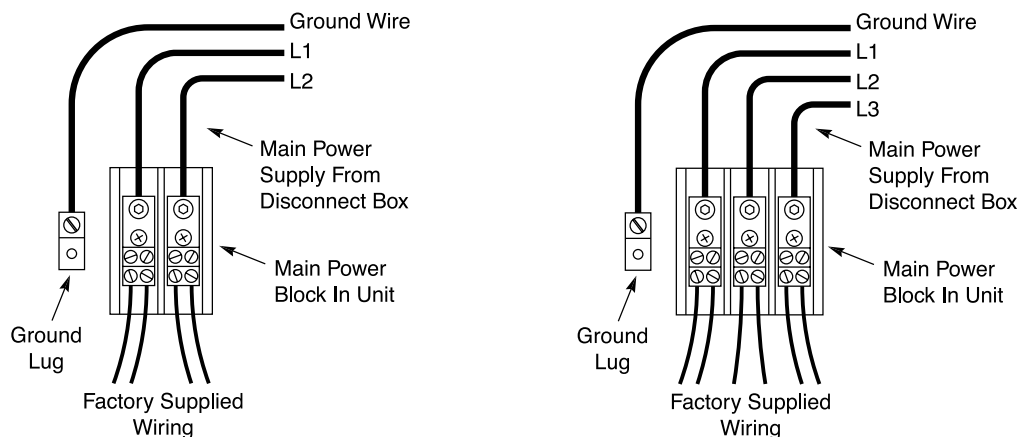 Ground Wire
L1
L2
Main Power
Supply From
Disconnect Box
Main Power
Block In Unit
Ground
Lug
Factory Supplied
Wiring
Ground Wire
L1
L2
L3
Main Power
Supply From
Disconnect Box
Main Power
Block In Unit
Ground
Lug
Factory Supplied
Wiring